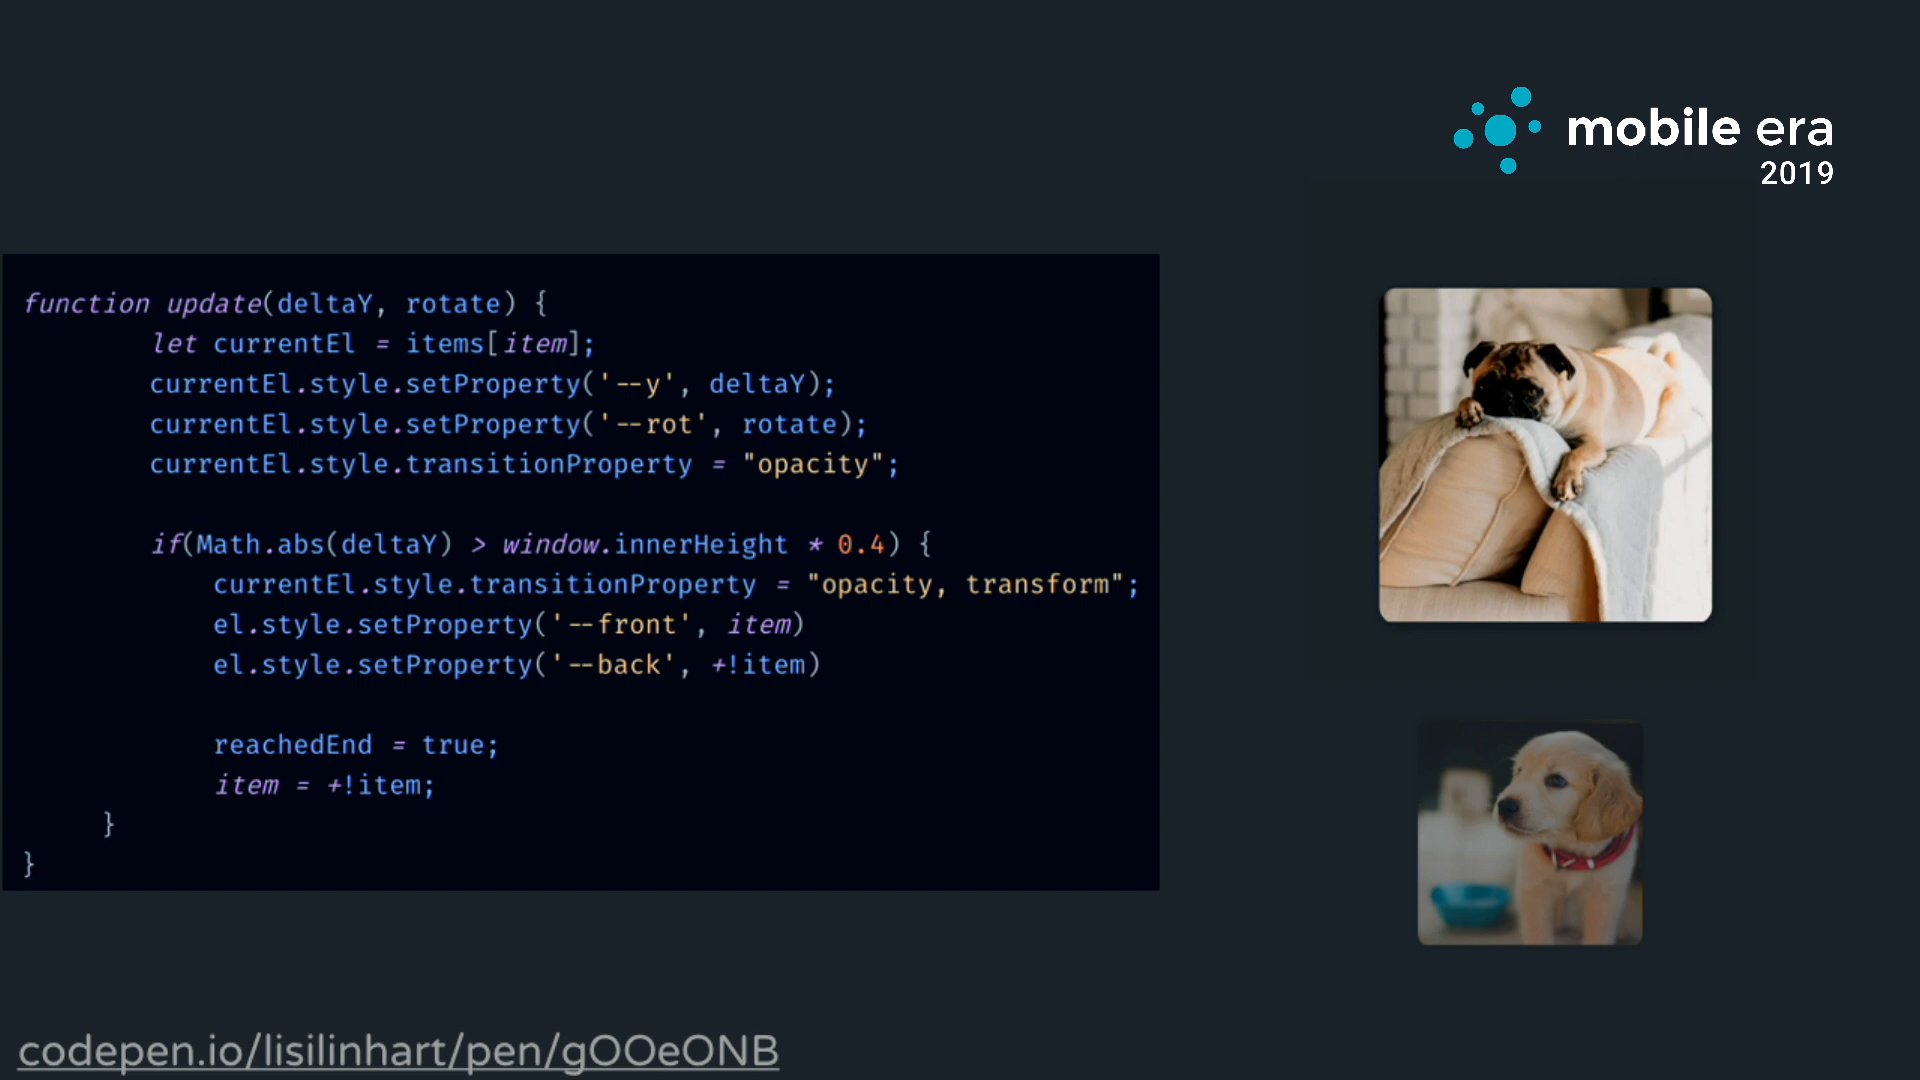 mobile era
2019
function update(deltaY, rotate) {
let currentEl = items[item];
currentEl.style.setProperty('--y', deltaY);
currentEl.style.setProperty('--rot', rotate);
currentEl.style.transitionProperty = "opacity";
if(Math.abs(deltaY) > window.innerHeight * 0.4) {
currentEl.style.transitionProperty = "opacity, transform";
el.style.setProperty('--front', item)
el.style.setProperty('--back', +!item)
reachedEnd = true;
item = +!item;
}
}
codepen.io/lisilinhart/pen/gOOeONB